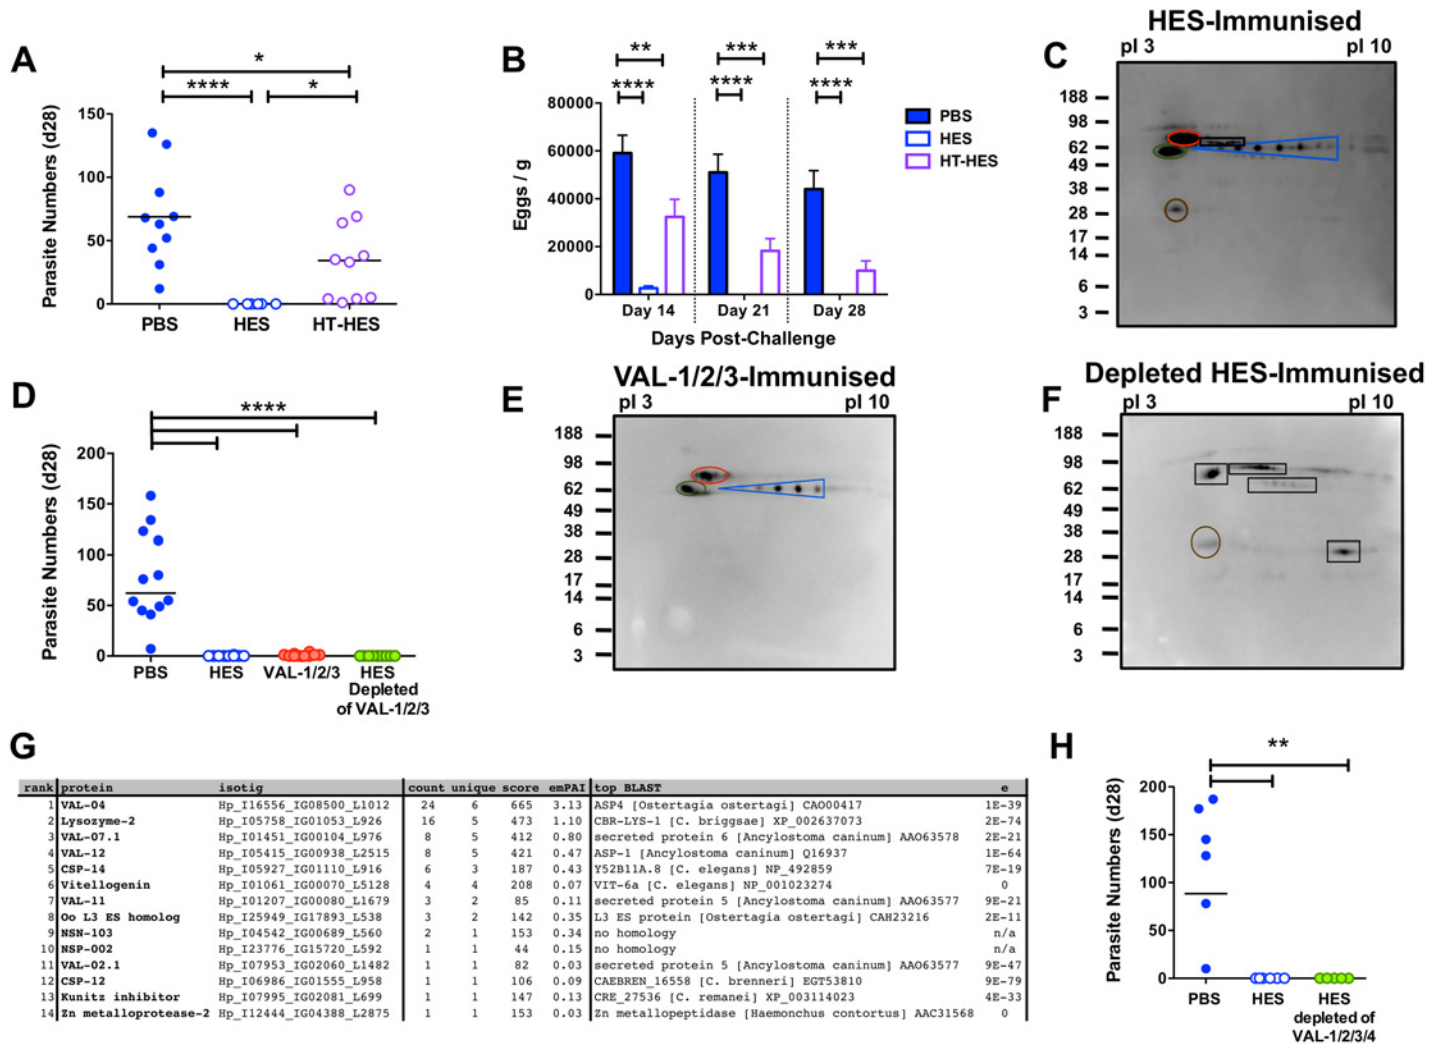 A
Parasite Numbers (d28)
150
100
50
0
*
****
*
PBS
HES
HT-HES
B
Eggs / g
80000
60000
40000
20000
0
**
****
***
****
***
****
Day 14
Day 21
Day 28
Days Post-Challenge
PBS
HES
HT-HES
C
HES-Immunised
pI 3
pI 10
188
98
62
49
38
28
17
14
6
3
D
Parasite Numbers (d28)
200
150
100
50
0
****
PBS
HES
VAL-1/2/3
HES
Depleted
of VAL-1/2/3
E
VAL-1/2/3-Immunised
pI 3
pI 10
188
98
62
49
38
28
17
14
6
3
F
Depleted HES-Immunised
pI 3
pI 10
188
98
62
49
38
28
17
14
6
3
G
rank protein isotig count unique score emPAI top BLAST e
1 VAL-04 Hp_I16556_IG08500_L1012 24 6 665 3.13 ASP4 [Ostertagia ostertagi] CAO00417 1E-39
2 Lysozyme-2 Hp_I05758_IG01053_L926 16 5 473 1.10 CBR-LYS-1 [C. briggsae] XP_002637073 2E-74
3 VAL-07.1 Hp_I01451_IG00104_L976 8 5 412 0.80 secreted protein 6 [Ancylostoma caninum] AAO63578 2E-21
4 VAL-12 Hp_I05415_IG00938_L2515 8 5 421 0.47 ASP-1 [Ancylostoma caninum] Q16937 1E-64
5 CSP-14 Hp_I05927_IG01110_L916 6 3 187 0.43 Y52B11A.8 [C. elegans] NP_492859 7E-19
6 Vitellogenin Hp_I01061_IG00070_L5128 4 4 208 0.07 VIT-6a [C. elegans] NP_001023274 0
7 VAL-11 Hp_I01207_IG00080_L1679 3 2 85 0.11 secreted protein 5 [Ancylostoma caninum] AAO63577 9E-21
8 Oo L3 ES homolog Hp_I25949_IG17893_L538 3 2 142 0.35 L3 ES protein [Ostertagia ostertagi] CAH23216 2E-11
9 NSN-103 Hp_I04542_IG00689_L560 2 1 153 0.34 no homology n/a
10 NSP-002 Hp_I23776_IG15720_L592 1 1 44 0.15 no homology n/a
11 VAL-02.1 Hp_I07953_IG02060_L1482 1 1 82 0.03 secreted protein 5 [Ancylostoma caninum] AAO63577 9E-47
12 CSP-12 Hp_I06986_IG01555_L958 1 1 106 0.09 CAEBREN_16558 [C. brenneri] EGT53810 9E-79
13 Kunitz inhibitor Hp_I07995_IG02081_L699 1 1 147 0.13 CRE_27536 [C. remanei] XP_003114023 4E-33
14 Zn metalloprotease-2 Hp_I12444_IG04388_L2875 1 1 153 0.03 Zn metallopeptidase [Haemonchus contortus] AAC31568 0
H
Parasite Numbers (d28)
200
150
100
50
0
**
PBS
HES
HES
depleted of
VAL-1/2/3/4